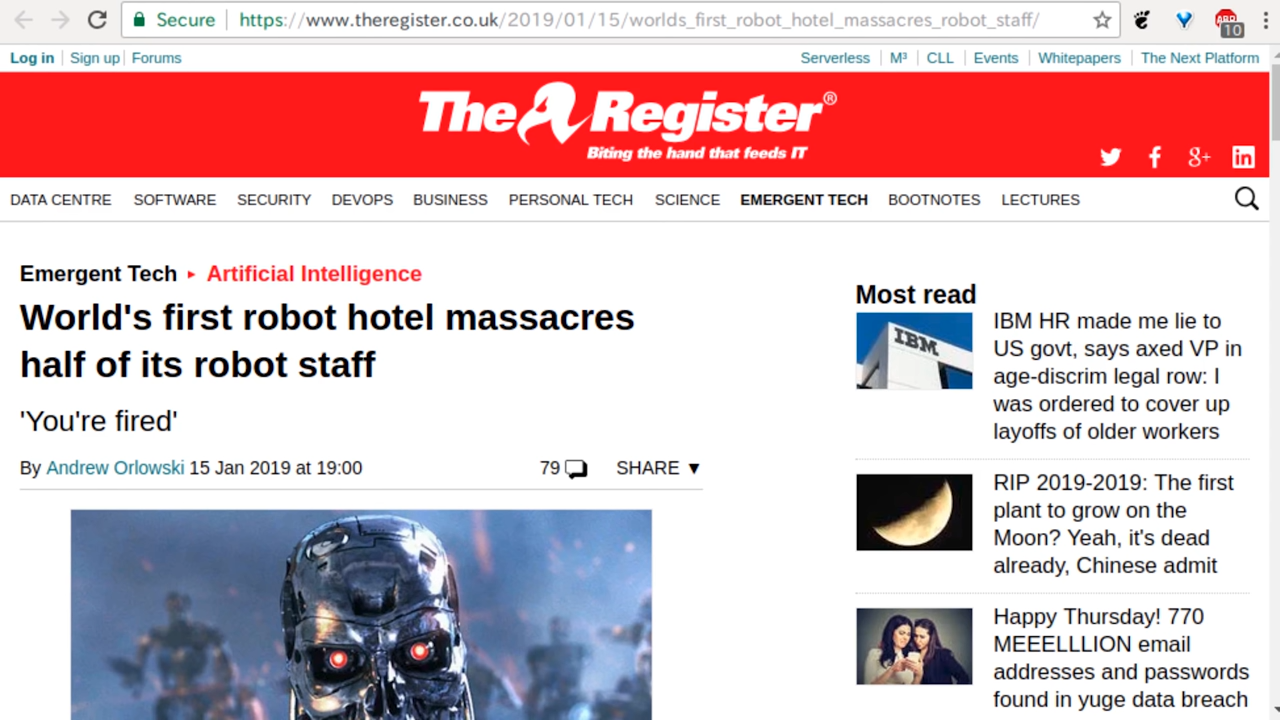 Secure https://www.theregister.co.uk/2019/01/15/worlds_first_robot_hotel_massacres_robot_staff/
ABP
10
Log in Sign up Forums Serverless M³ CLL Events Whitepapers The Next Platform
The Register®
Biting the hand that feeds IT
g+ in
DATA CENTRE SOFTWARE SECURITY DEVOPS BUSINESS PERSONAL TECH SCIENCE EMERGENT TECH BOOTNOTES LECTURES
Emergent Tech ▸ Artificial Intelligence
World's first robot hotel massacres
half of its robot staff
'You're fired'
By Andrew Orlowski 15 Jan 2019 at 19:00 79 SHARE ▼
Most read
IBM
IBM HR made me lie to
US govt, says axed VP in
age-discrim legal row: I
was ordered to cover up
layoffs of older workers
RIP 2019-2019: The first
plant to grow on the
Moon? Yeah, it's dead
already, Chinese admit
Happy Thursday! 770
MEEELLLION email
addresses and passwords
found in yuge data breach